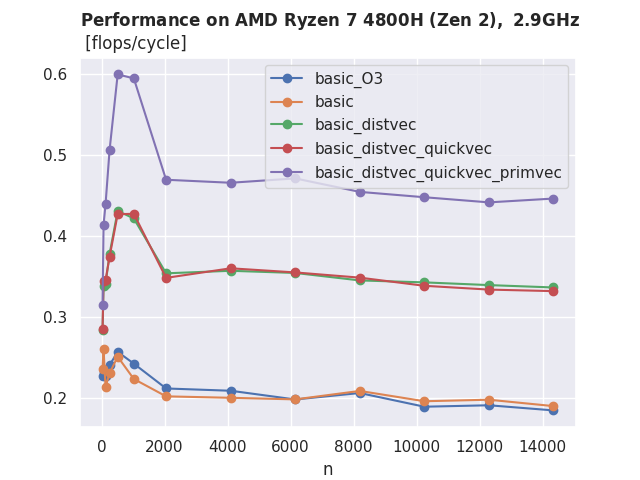 Performance on AMD Ryzen 7 4800H (Zen 2), 2.9GHz
[flops/cycle]
0.6
0.5
0.4
0.3
0.2
basic_O3
basic
basic_distvec
basic_distvec_quickvec
basic_distvec_quickvec_primvec
0 2000 4000 6000 8000 10000 12000 14000
n